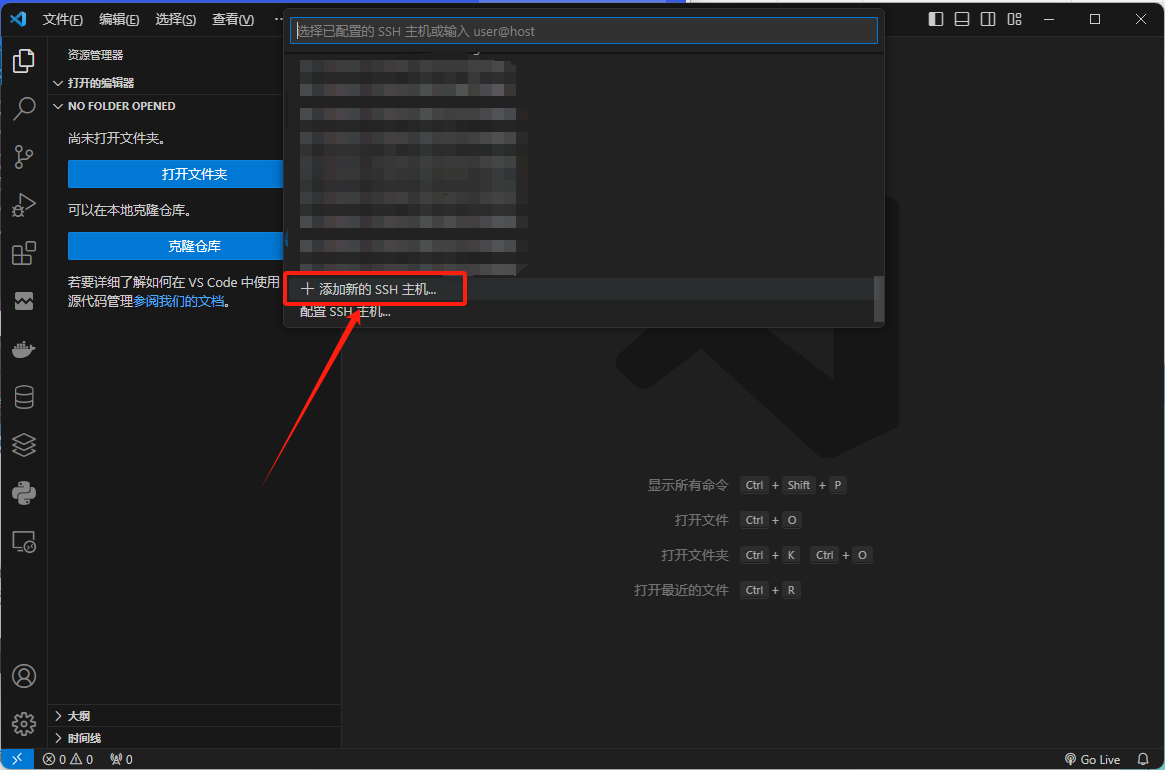 文件(F) 编辑(E) 选择(S) 查看(V) ···
选择已配置的 SSH 主机或输入 user@host
资源管理器
打开的编辑器
NO FOLDER OPENED
尚未打开文件夹。
打开文件夹
可以在本地克隆仓库。
克隆仓库
若要详细了解如何在 VS Code 中使用
源代码管理参阅我们的文档。
+ 添加新的 SSH 主机...
配置 SSH 主机...
显示所有命令 Ctrl + Shift + P
打开文件 Ctrl + O
打开文件夹 Ctrl + K Ctrl + O
打开最近的文件 Ctrl + R
大纲
时间线
0 0 0 Go Live